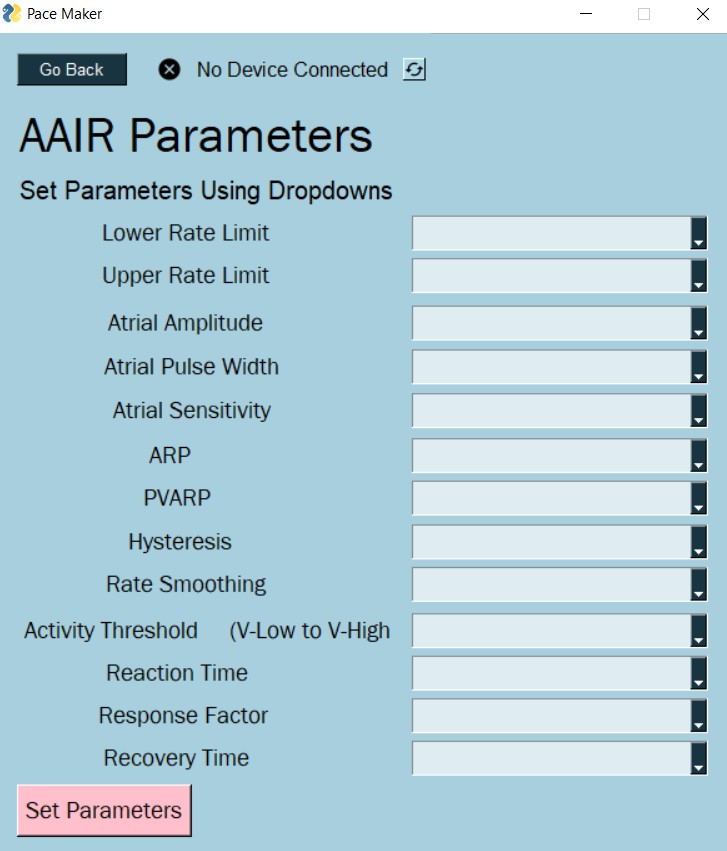 Pace Maker
Go Back No Device Connected
AAIR Parameters
Set Parameters Using Dropdowns
Lower Rate Limit
Upper Rate Limit
Atrial Amplitude
Atrial Pulse Width
Atrial Sensitivity
ARP
PVARP
Hysteresis
Rate Smoothing
Activity Threshold (V-Low to V-High
Reaction Time
Response Factor
Recovery Time
Set Parameters